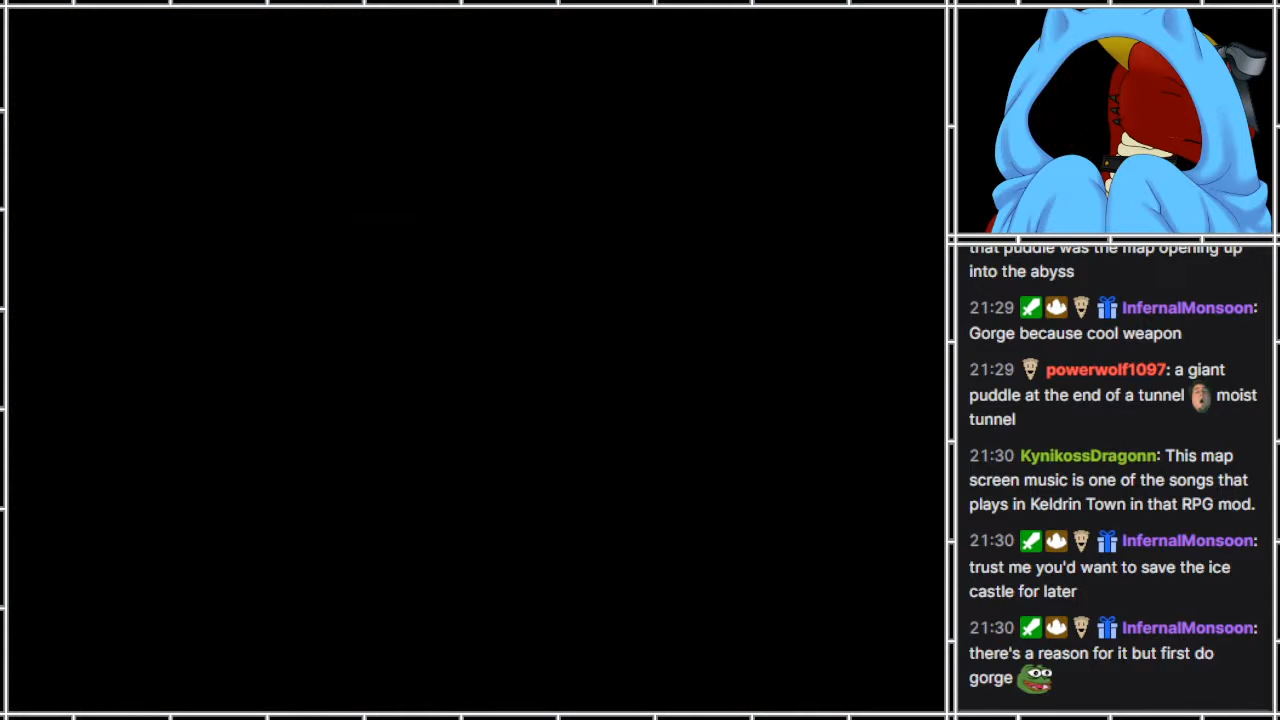 that puddle was the map opening up
into the abyss
21:29 InfernalMonsoon:
Gorge because cool weapon
21:29 powerwolf1097: a giant
puddle at the end of a tunnel moist
tunnel
21:30 KynikossDragonn: This map
screen music is one of the songs that
plays in Keldrin Town in that RPG mod.
21:30 InfernalMonsoon:
trust me you'd want to save the ice
castle for later
21:30 InfernalMonsoon:
there's a reason for it but first do
gorge